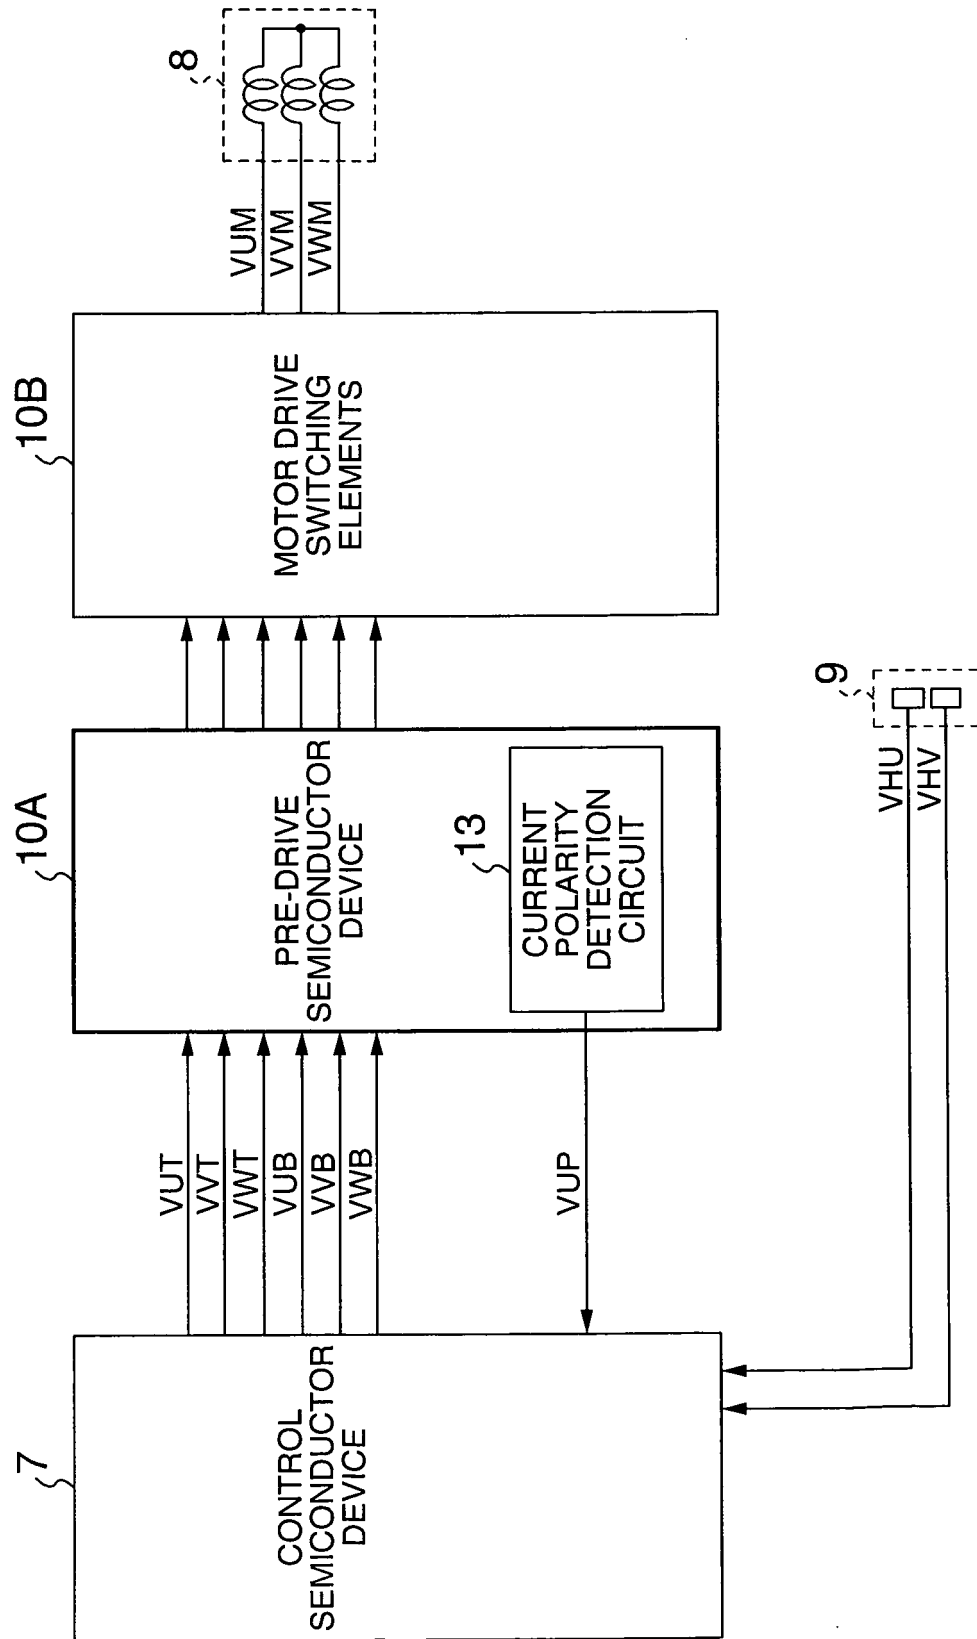 7
CONTROL
SEMICONDUCTOR
DEVICE
VUT
VVT
VWT
VUB
VVB
VWB
VUP
10A
PRE-DRIVE
SEMICONDUCTOR
DEVICE
13
CURRENT
POLARITY
DETECTION
CIRCUIT
10B
MOTOR DRIVE
SWITCHING
ELEMENTS
VUM
VVM
VWM
8
9
VHU
VHV